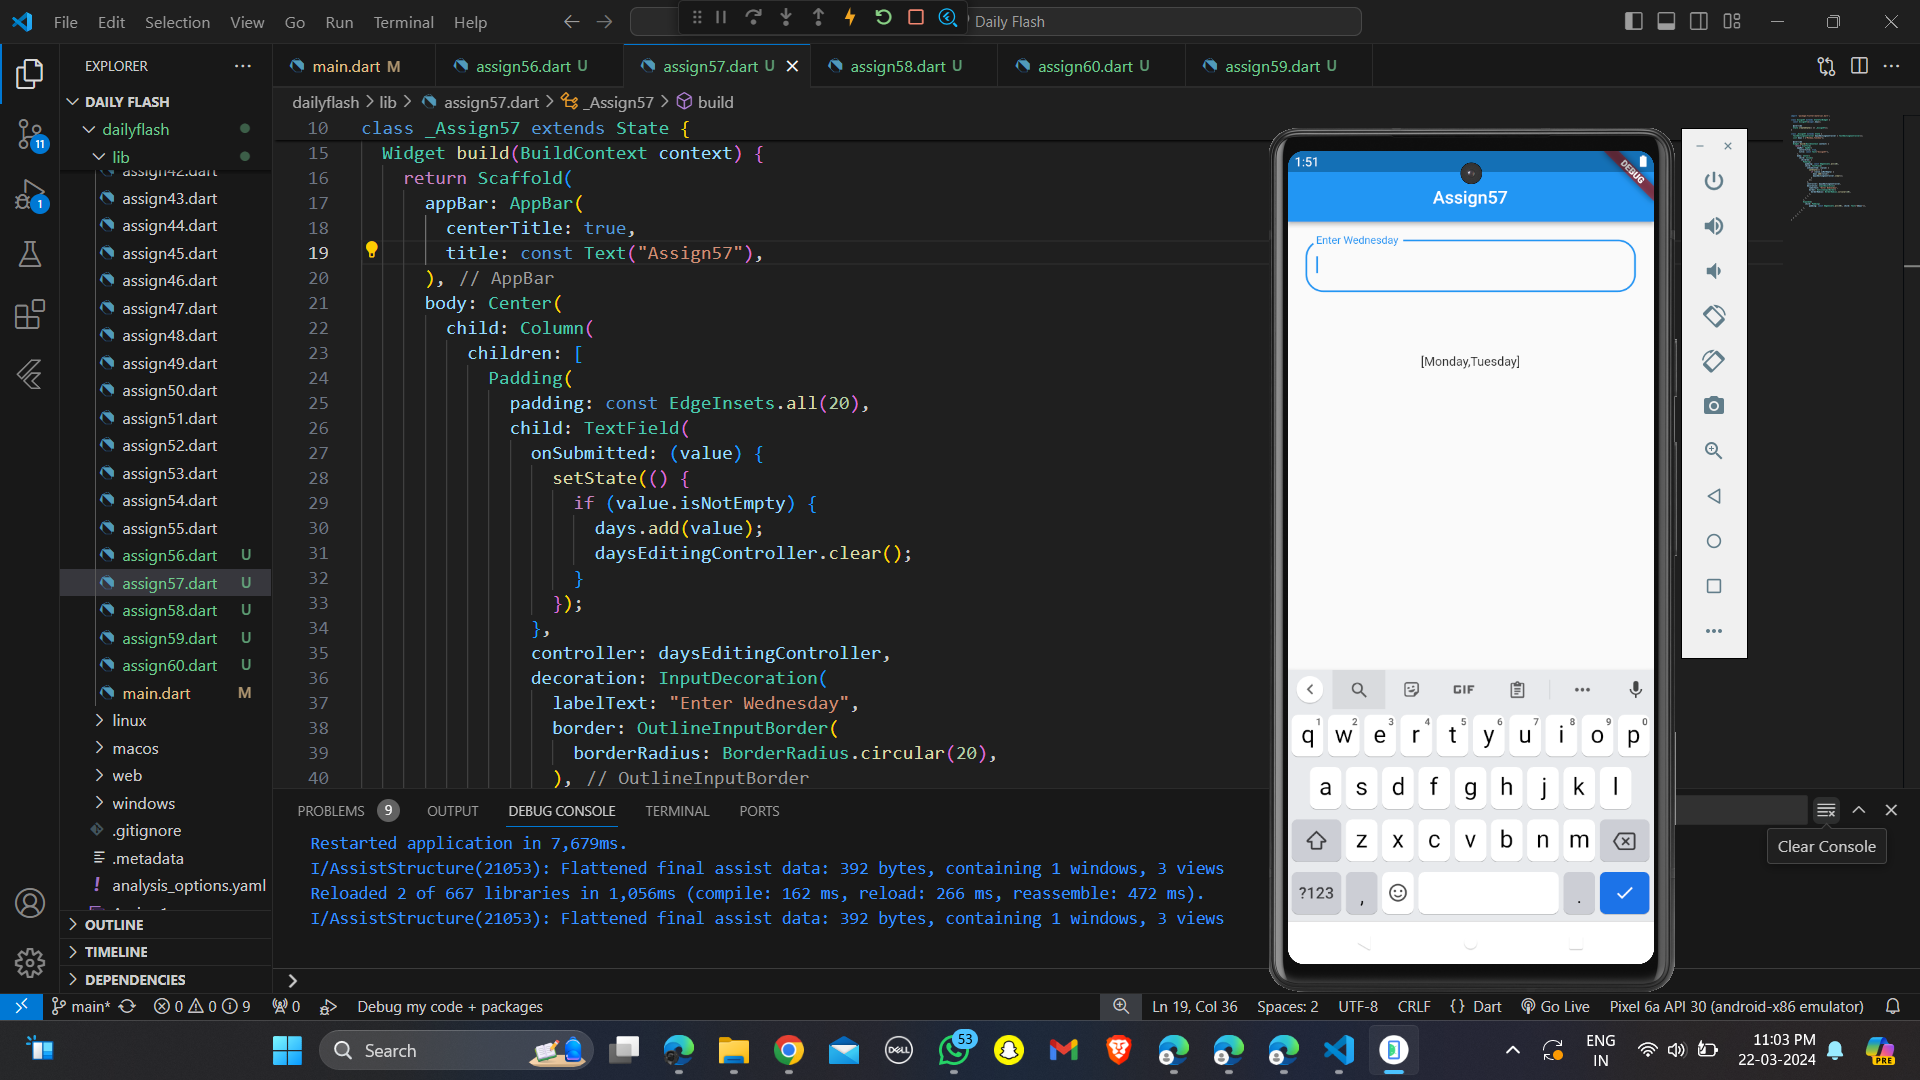 File Edit Selection View Go Run Terminal Help
Daily Flash
EXPLORER
main.dart M
assign56.dart U
assign57.dart U
assign58.dart U
assign60.dart U
assign59.dart U
DAILY FLASH
dailyflash
lib
assign42.dart
assign43.dart
assign44.dart
assign45.dart
assign46.dart
assign47.dart
assign48.dart
assign49.dart
assign50.dart
assign51.dart
assign52.dart
assign53.dart
assign54.dart
assign55.dart
assign56.dart U
assign57.dart U
assign58.dart U
assign59.dart U
assign60.dart U
main.dart M
linux
macos
web
windows
.gitignore
.metadata
analysis_options.yaml
OUTLINE
TIMELINE
DEPENDENCIES
11
1
dailyflash > lib > assign57.dart > _Assign57 > build
10 class _Assign57 extends State {
15 Widget build(BuildContext context) {
16 return Scaffold(
17 appBar: AppBar(
18 centerTitle: true,
19 title: const Text("Assign57"),
20 ), // AppBar
21 body: Center(
22 child: Column(
23 children: [
24 Padding(
25 padding: const EdgeInsets.all(20),
26 child: TextField(
27 onSubmitted: (value) {
28 setState(() {
29 if (value.isNotEmpty) {
30 days.add(value);
31 daysEditingController.clear();
32 }
33 });
34 },
35 controller: daysEditingController,
36 decoration: InputDecoration(
37 labelText: "Enter Wednesday",
38 border: OutlineInputBorder(
39 borderRadius: BorderRadius.circular(20),
40 ), // OutlineInputBorder
PROBLEMS 9 OUTPUT DEBUG CONSOLE TERMINAL PORTS
Restarted application in 7,679ms.
I/AssistStructure(21053): Flattened final assist data: 392 bytes, containing 1 windows, 3 views
Reloaded 2 of 667 libraries in 1,056ms (compile: 162 ms, reload: 266 ms, reassemble: 472 ms).
I/AssistStructure(21053): Flattened final assist data: 392 bytes, containing 1 windows, 3 views
Clear Console
1:51
DEBUG
Assign57
Enter Wednesday
[Monday,Tuesday]
GIF
1 2 3 4 5 6 7 8 9 0
q w e r t y u i o p
a s d f g h j k l
z x c v b n m
?123 , .
main* 0 0 9 0 Debug my code + packages
Ln 19, Col 36 Spaces: 2 UTF-8 CRLF {} Dart Go Live Pixel 6a API 30 (android-x86 emulator)
Search
DELL
53
ENG
IN
11:03 PM
22-03-2024
PRE